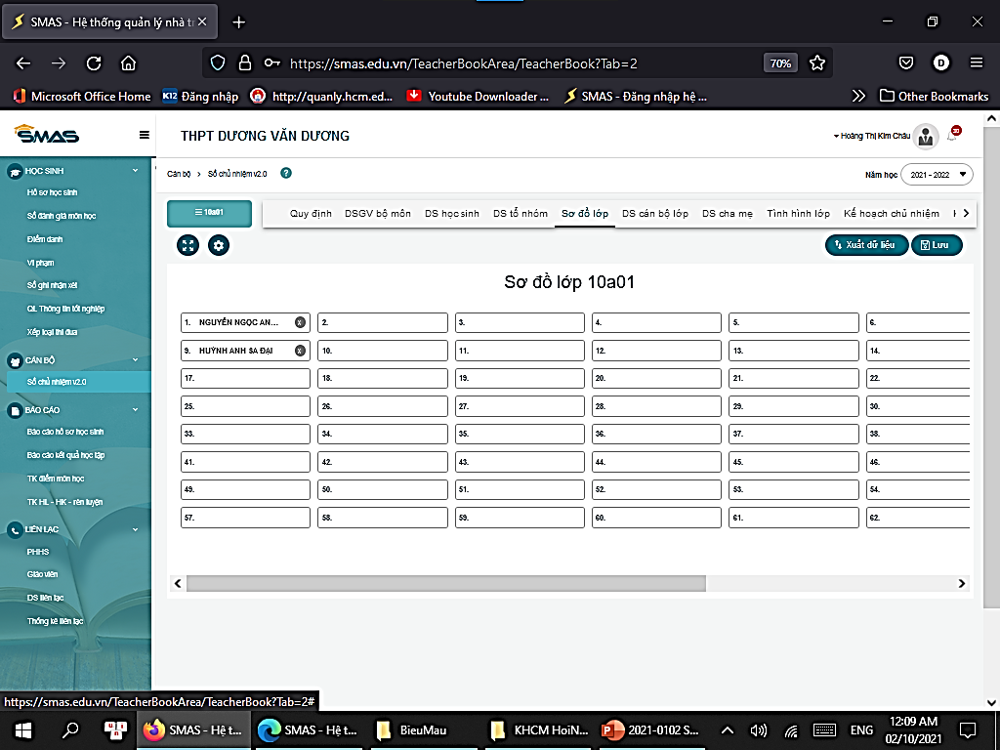 SMAS - Hệ thống quản lý nhà tr
https://smas.edu.vn/TeacherBookArea/TeacherBook?Tab=2
70%
D
Microsoft Office Home
K12 Đăng nhập
http://quanly.hcm.ed...
Youtube Downloader ...
SMAS - Đăng nhập hệ ...
Other Bookmarks
SMAS
THPT DƯƠNG VĂN DƯƠNG
Hoàng Thị Kim Châu
30
HỌC SINH
Hồ sơ học sinh
Sổ đánh giá môn học
Điểm danh
Vi phạm
Sổ ghi nhận xét
QL Thông tin tốt nghiệp
Xếp loại thi đua
CÁN BỘ
Sổ chủ nhiệm v2.0
BÁO CÁO
Báo cáo hồ sơ học sinh
Báo cáo kết quả học tập
TK điểm môn học
TK HL - HK - rèn luyện
LIÊN LẠC
PHHS
Giáo viên
DS liên lạc
Thống kê liên lạc
Cán bộ > Sổ chủ nhiệm v2.0 ?
Năm học 2021 - 2022
10a01
Quy định DSGV bộ môn DS học sinh DS tổ nhóm Sơ đồ lớp DS cán bộ lớp DS cha mẹ Tình hình lớp Kế hoạch chủ nhiệm
Xuất dữ liệu Lưu
Sơ đồ lớp 10a01
1. NGUYỄN NGỌC AN... x 2. 3. 4. 5. 6.
9. HUỲNH ANH SA ĐẠI x 10. 11. 12. 13. 14.
17. 18. 19. 20. 21. 22.
25. 26. 27. 28. 29. 30.
33. 34. 35. 36. 37. 38.
41. 42. 43. 44. 45. 46.
49. 50. 51. 52. 53. 54.
57. 58. 59. 60. 61. 62.
https://smas.edu.vn/TeacherBookArea/TeacherBook?Tab=2#
SMAS - Hệ t...
SMAS - Hệ t...
BieuMau
KHCM HoiN...
2021-0102 S...
ENG
12:09 AM
02/10/2021